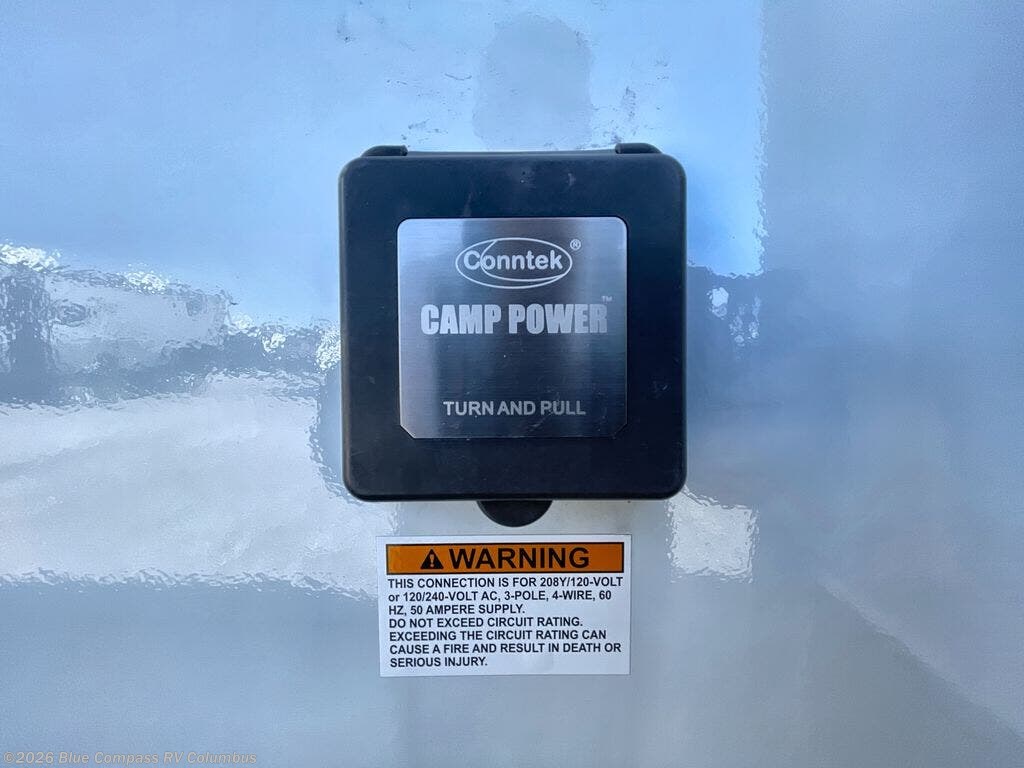 Conntek®
CAMP POWER™
TURN AND PULL
⚠WARNING
THIS CONNECTION IS FOR 208Y/120-VOLT
or 120/240-VOLT AC, 3-POLE, 4-WIRE, 60
HZ, 50 AMPERE SUPPLY.
DO NOT EXCEED CIRCUIT RATING.
EXCEEDING THE CIRCUIT RATING CAN
CAUSE A FIRE AND RESULT IN DEATH OR
SERIOUS INJURY.
©2026 Blue Compass RV Columbus